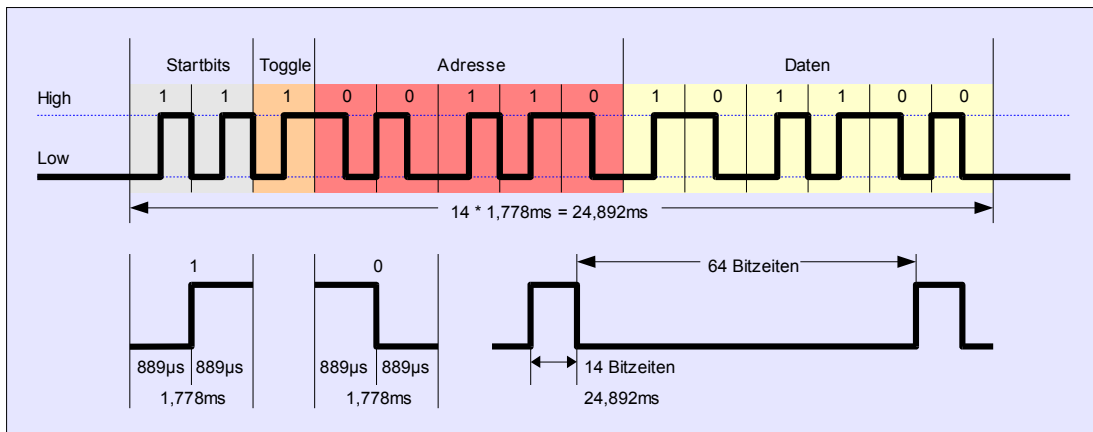 Startbits Toggle Adresse Daten
High 1 1 1 0 0 1 1 0 1 0 1 1 0 0
Low
14 * 1,778ms = 24,892ms
1 0 64 Bitzeiten
889µs 889µs 889µs 889µs 14 Bitzeiten
1,778ms 1,778ms 24,892ms